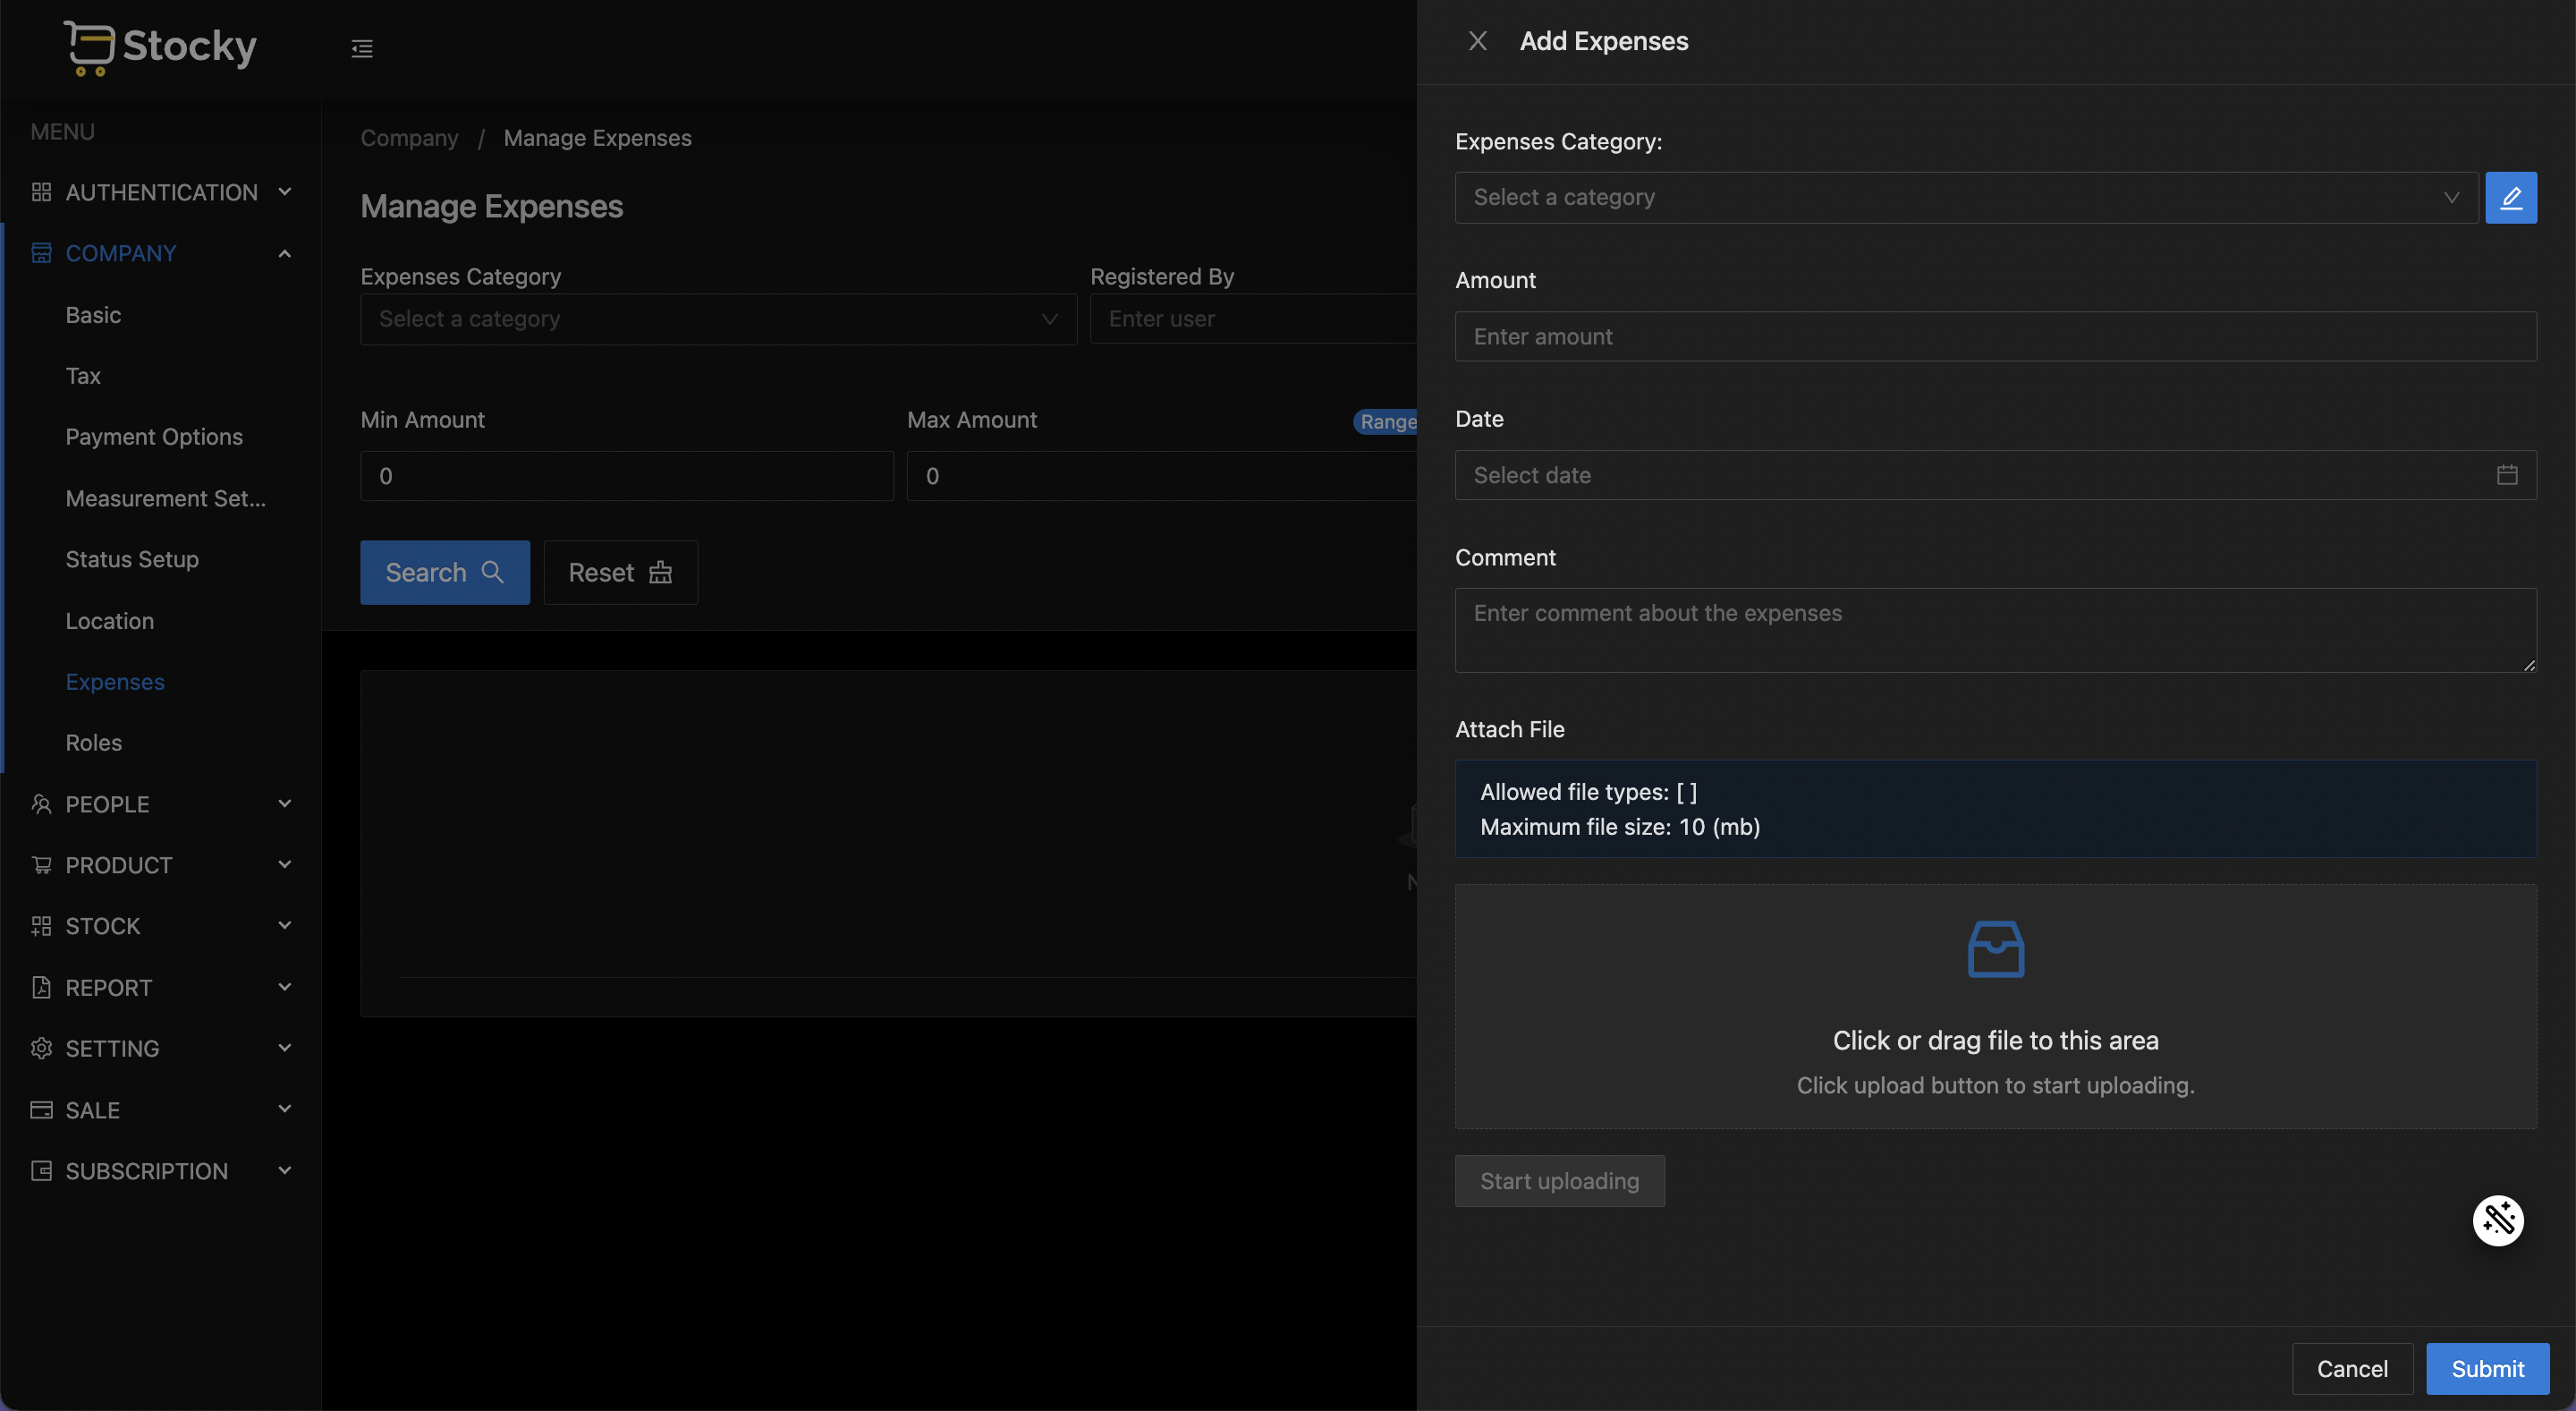 Stocky
MENU
AUTHENTICATION
COMPANY
Basic
Tax
Payment Options
Measurement Set...
Status Setup
Location
Expenses
Roles
PEOPLE
PRODUCT
STOCK
REPORT
SETTING
SALE
SUBSCRIPTION
Company / Manage Expenses
Manage Expenses
Expenses Category
Select a category
Registered By
Enter user
Min Amount
0
Max Amount
0
Range
Search
Reset
Add Expenses
Expenses Category:
Select a category
Amount
Enter amount
Date
Select date
Comment
Enter comment about the expenses
Attach File
Allowed file types: [ ]
Maximum file size: 10 (mb)
Click or drag file to this area
Click upload button to start uploading.
Start uploading
Cancel
Submit